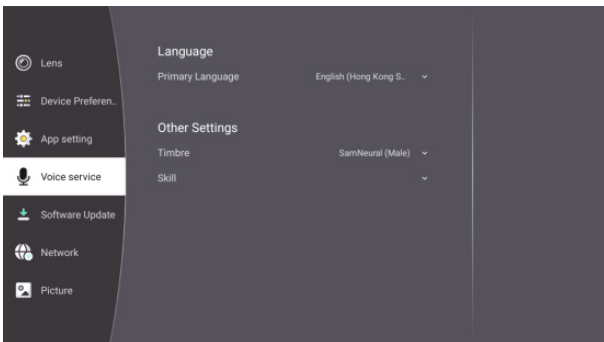 Lens
Device Preferen..
App setting
Voice service
Software Update
Network
Picture
Language
Primary Language English (Hong Kong S..
Other Settings
Timbre SamNeural (Male)
Skill